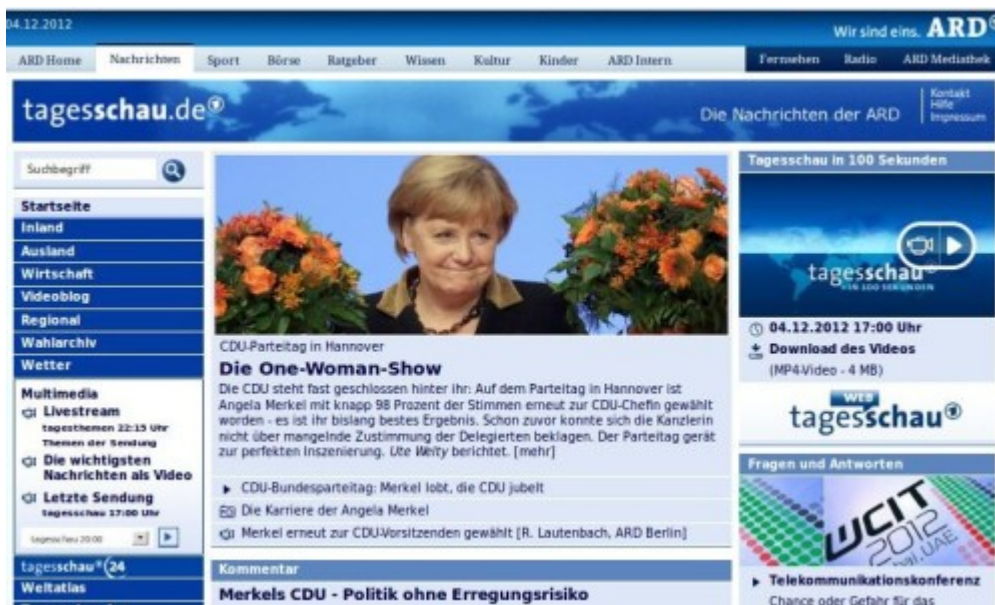 04.12.2012
Wir sind eins. ARD
ARD Home Nachrichten Sport Börse Ratgeber Wissen Kultur Kinder ARD Intern Fernsehen Radio ARD Mediathek
tagesschau.de
Die Nachrichten der ARD
Kontakt
Hilfe
Impressum
Suchbegriff
Startseite
Inland
Ausland
Wirtschaft
Videoblog
Regional
Wahlarchiv
Wetter
Multimedia
Livestream
tagesthemen 22:15 Uhr
Themen der Sendung
Die wichtigsten
Nachrichten als Video
Letzte Sendung
tagesschau 17:00 Uhr
tagesschau 20:00
tagesschau 24
Weltatlas
CDU-Parteitag in Hannover
Die One-Woman-Show
Die CDU steht fast geschlossen hinter ihr: Auf dem Parteitag in Hannover ist
Angela Merkel mit knapp 98 Prozent der Stimmen erneut zur CDU-Chefin gewählt
worden - es ist ihr bislang bestes Ergebnis. Schon zuvor konnte sich die Kanzlerin
nicht über mangelnde Zustimmung der Delegierten beklagen. Der Parteitag gerät
zur perfekten Inszenierung. Ute Welty berichtet. [mehr]
CDU-Bundesparteitag: Merkel lobt, die CDU jubelt
Die Karriere der Angela Merkel
Merkel erneut zur CDU-Vorsitzenden gewählt [R. Lautenbach, ARD Berlin]
Kommentar
Merkels CDU - Politik ohne Erregungsrisiko
Tagesschau in 100 Sekunden
tagesschau
IN 100 SEKUNDEN
04.12.2012 17:00 Uhr
Download des Videos
(MP4-Video - 4 MB)
WEB
tagesschau
Fragen und Antworten
WCIT
2012
bai, UAE
Telekommunikationskonferenz
Chance oder Gefahr für das